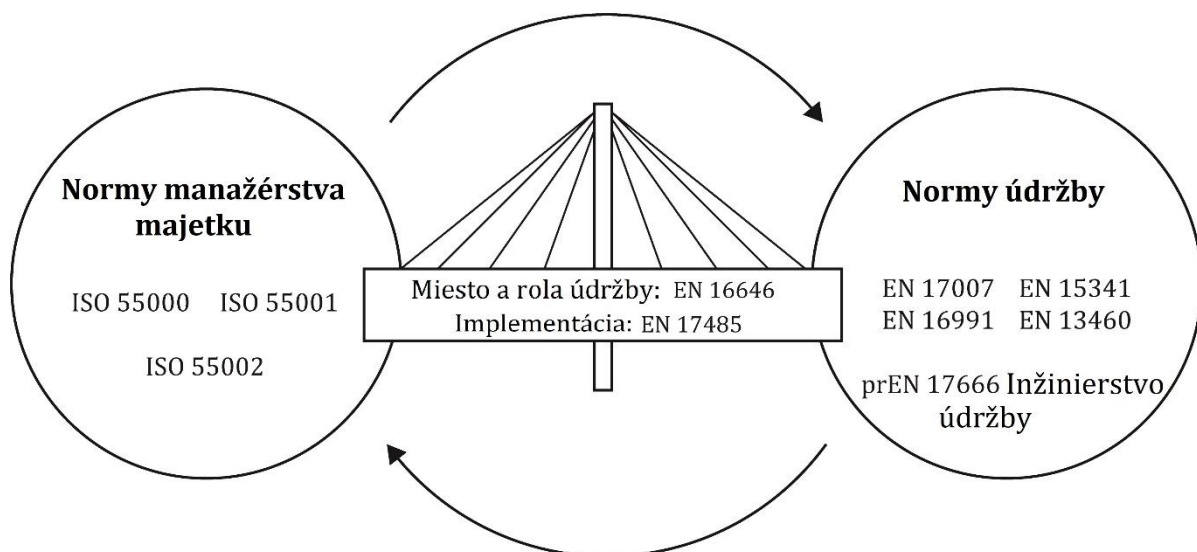 Normy manažérstva
majetku
ISO 55000 ISO 55001
ISO 55002
Miesto a rola údržby: EN 16646
Implementácia: EN 17485
Normy údržby
EN 17007 EN 15341
EN 16991 EN 13460
prEN 17666 Inžinierstvo
údržby